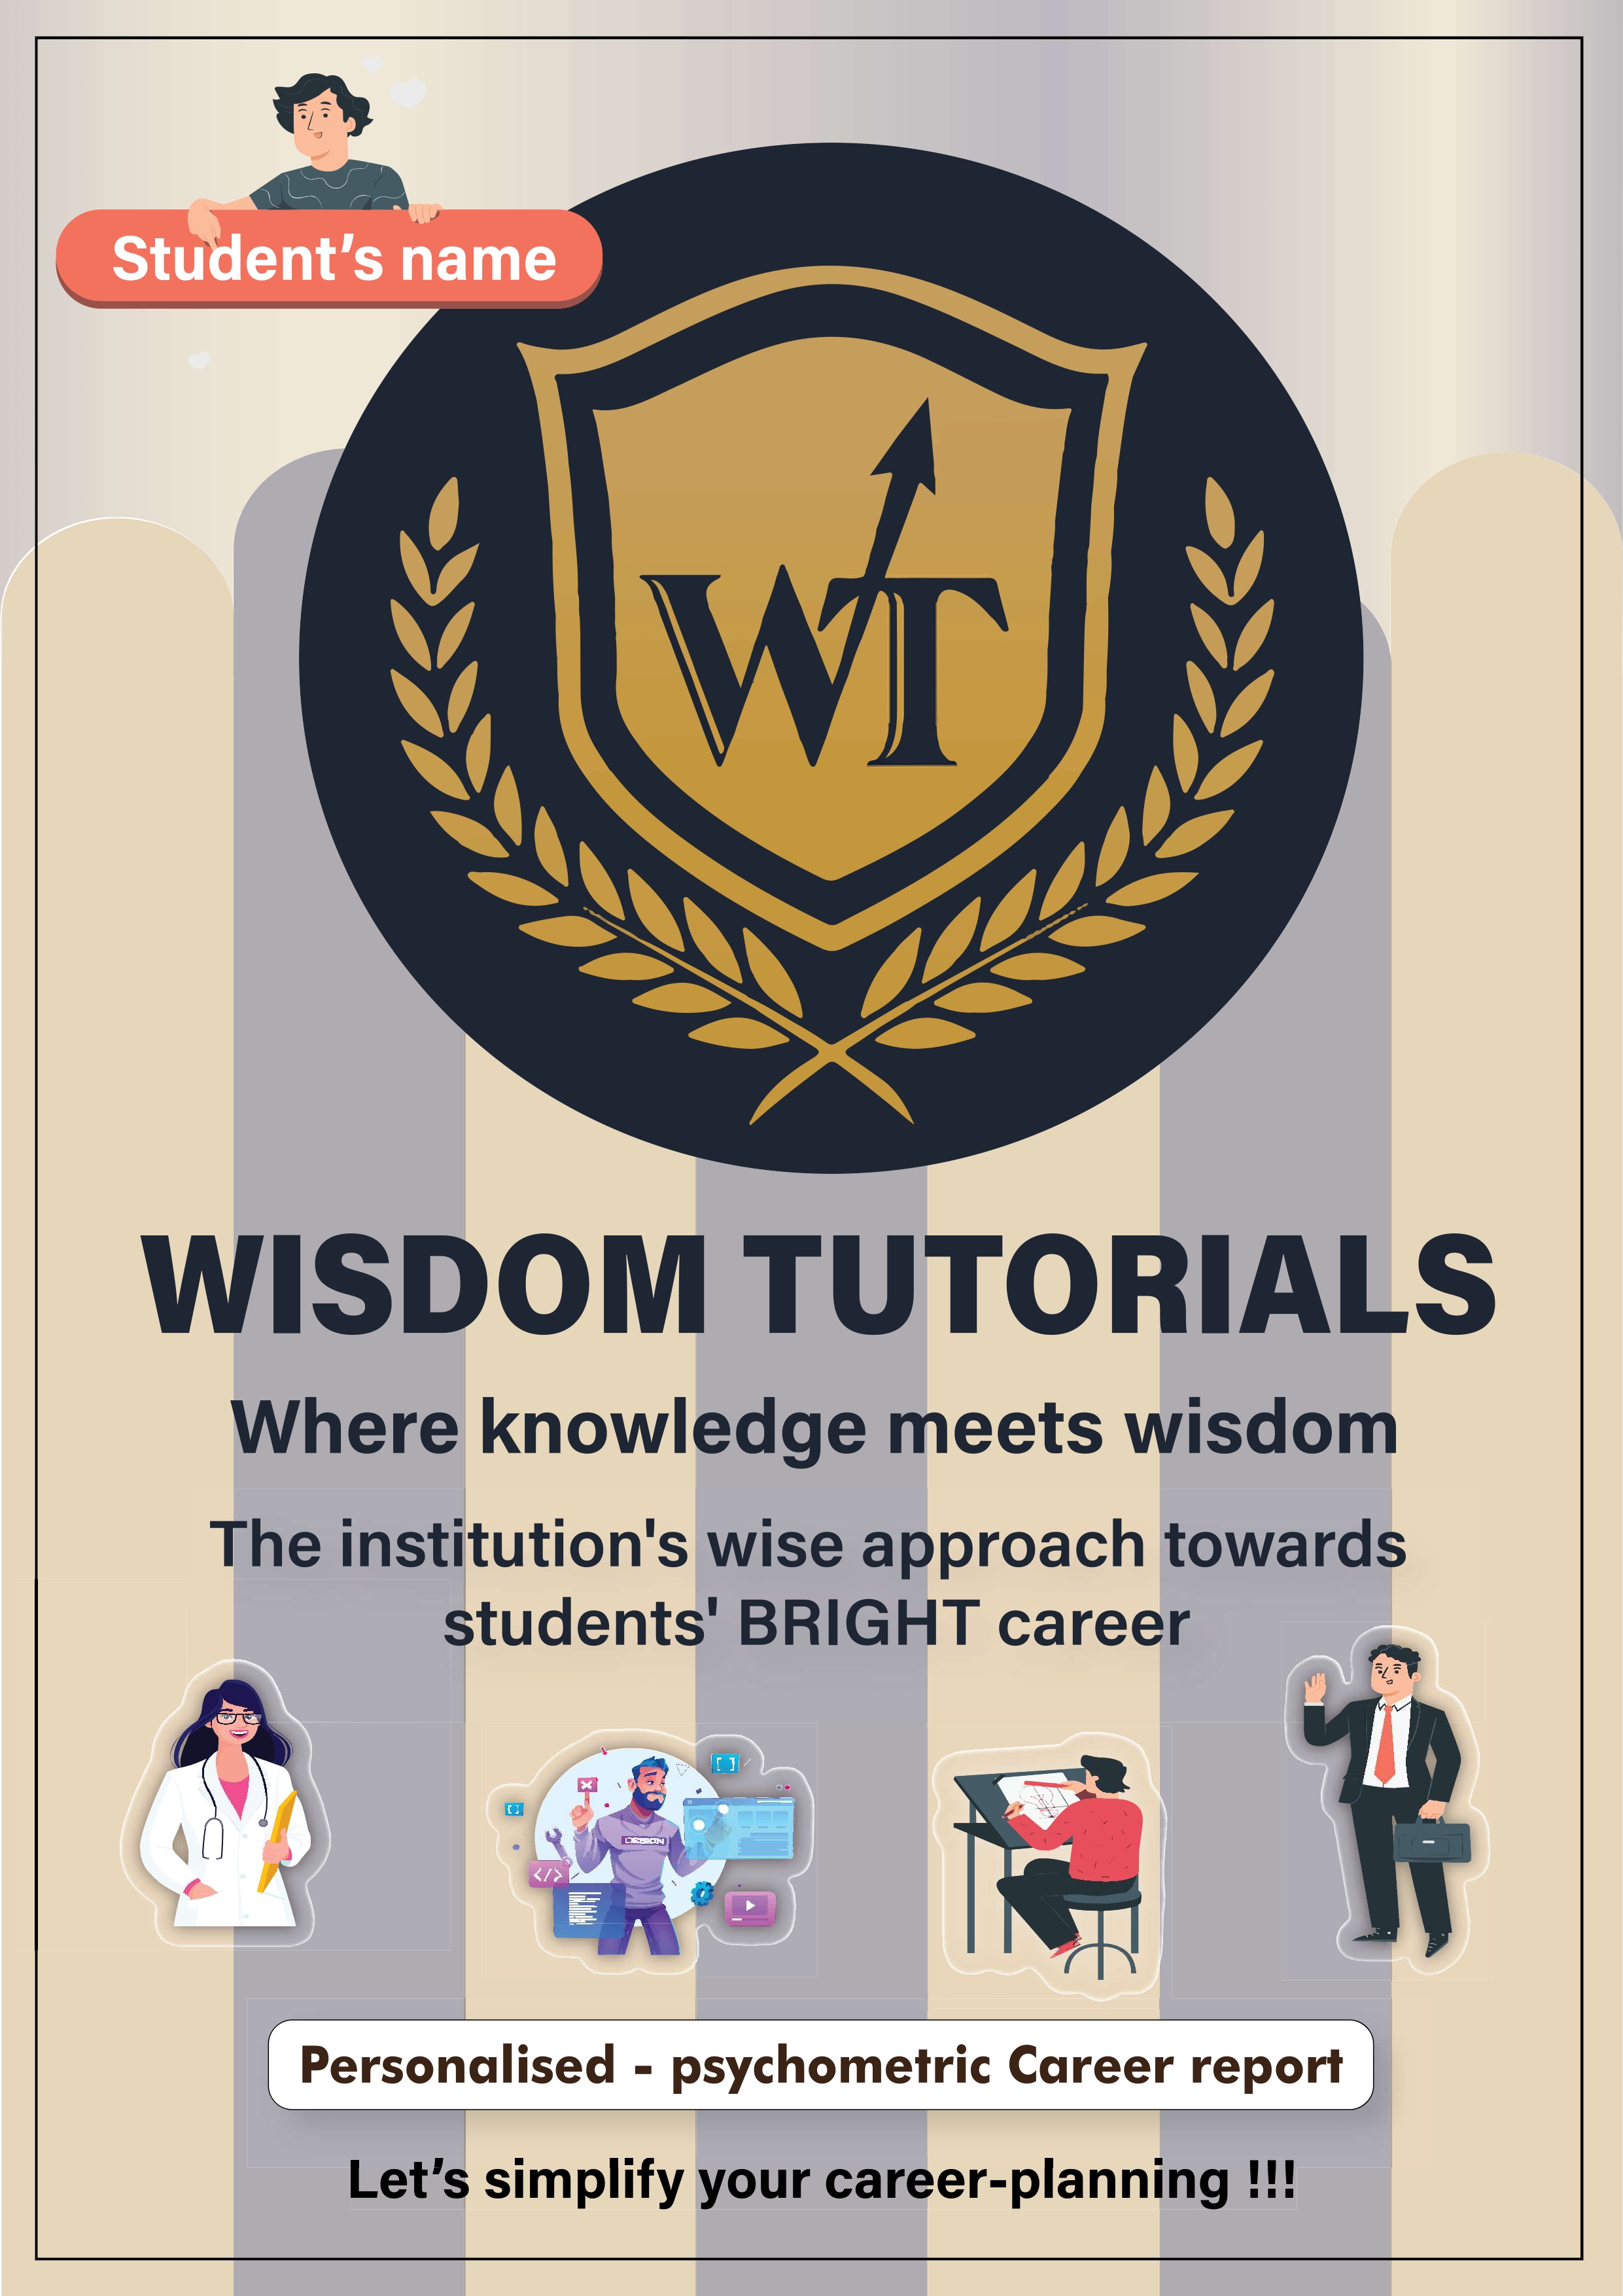 Student’s name
WT
WISDOM TUTORIALS
Where knowledge meets wisdom
The institution's wise approach towards
students' BRIGHT career
DESIGN
</>
Personalised - psychometric Career report
Let’s simplify your career-planning !!!